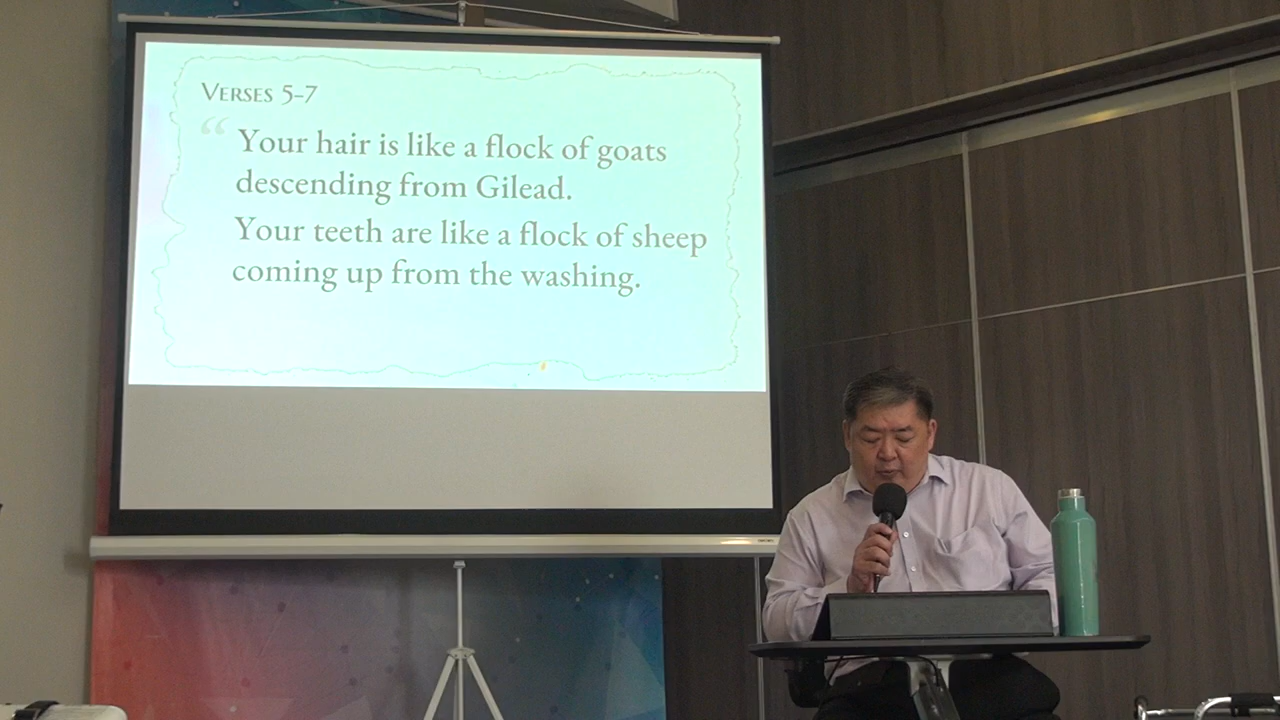 VERSES 5–7
“ Your hair is like a flock of goats
descending from Gilead.
Your teeth are like a flock of sheep
coming up from the washing.